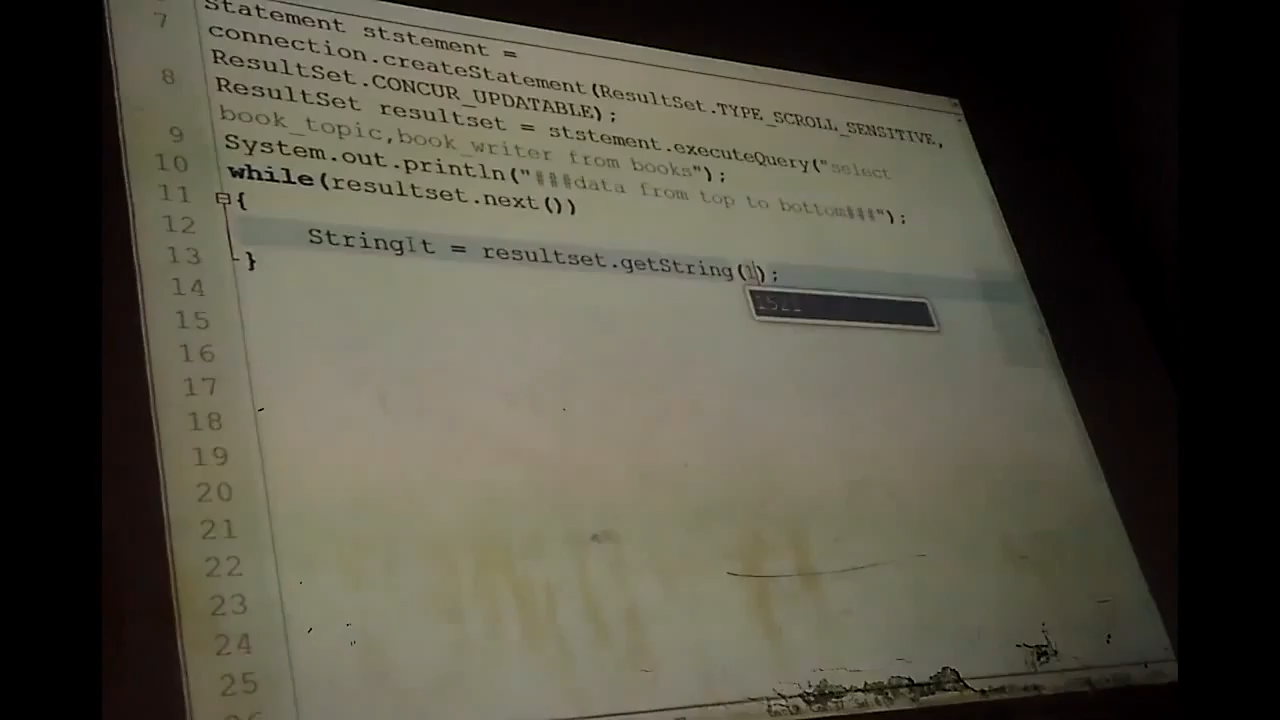 7 Statement ststement =
connection.createStatement(ResultSet.TYPE_SCROLL_SENSITIVE,
ResultSet.CONCUR_UPDATABLE);
8 ResultSet resultset = ststement.executeQuery("select
book_topic,book_writer from books");
9 System.out.println("###data from top to bottom###");
10 while(resultset.next())
11 {
12 String t = resultset.getString(1);
13 }
14
15
16
17
18
19
20
21
22
23
24
25
1521